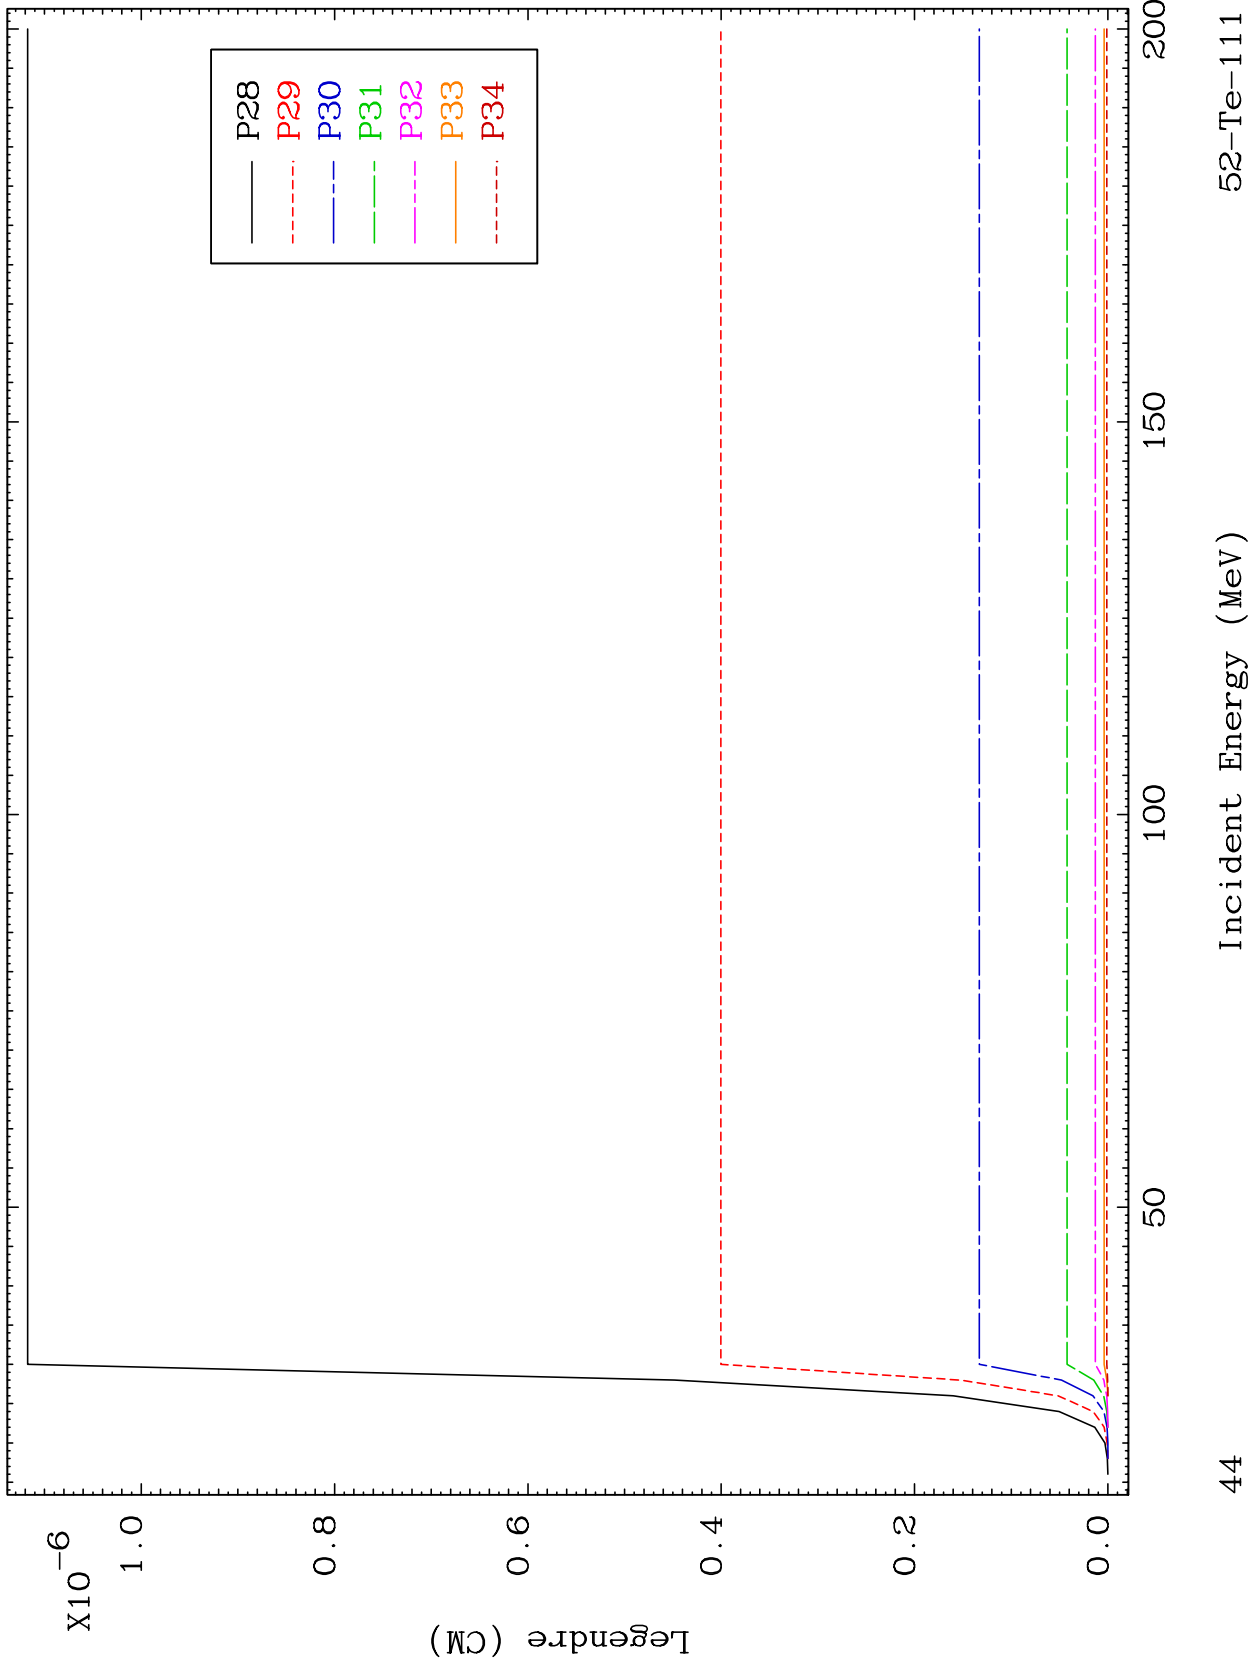 X10-6
1.0
0.8
0.6
0.4
0.2
0.0
Legendre (CM)
P28
P29
P30
P31
P32
P33
P34
50
100
150
200
44
Incident Energy (MeV)
52-Te-111